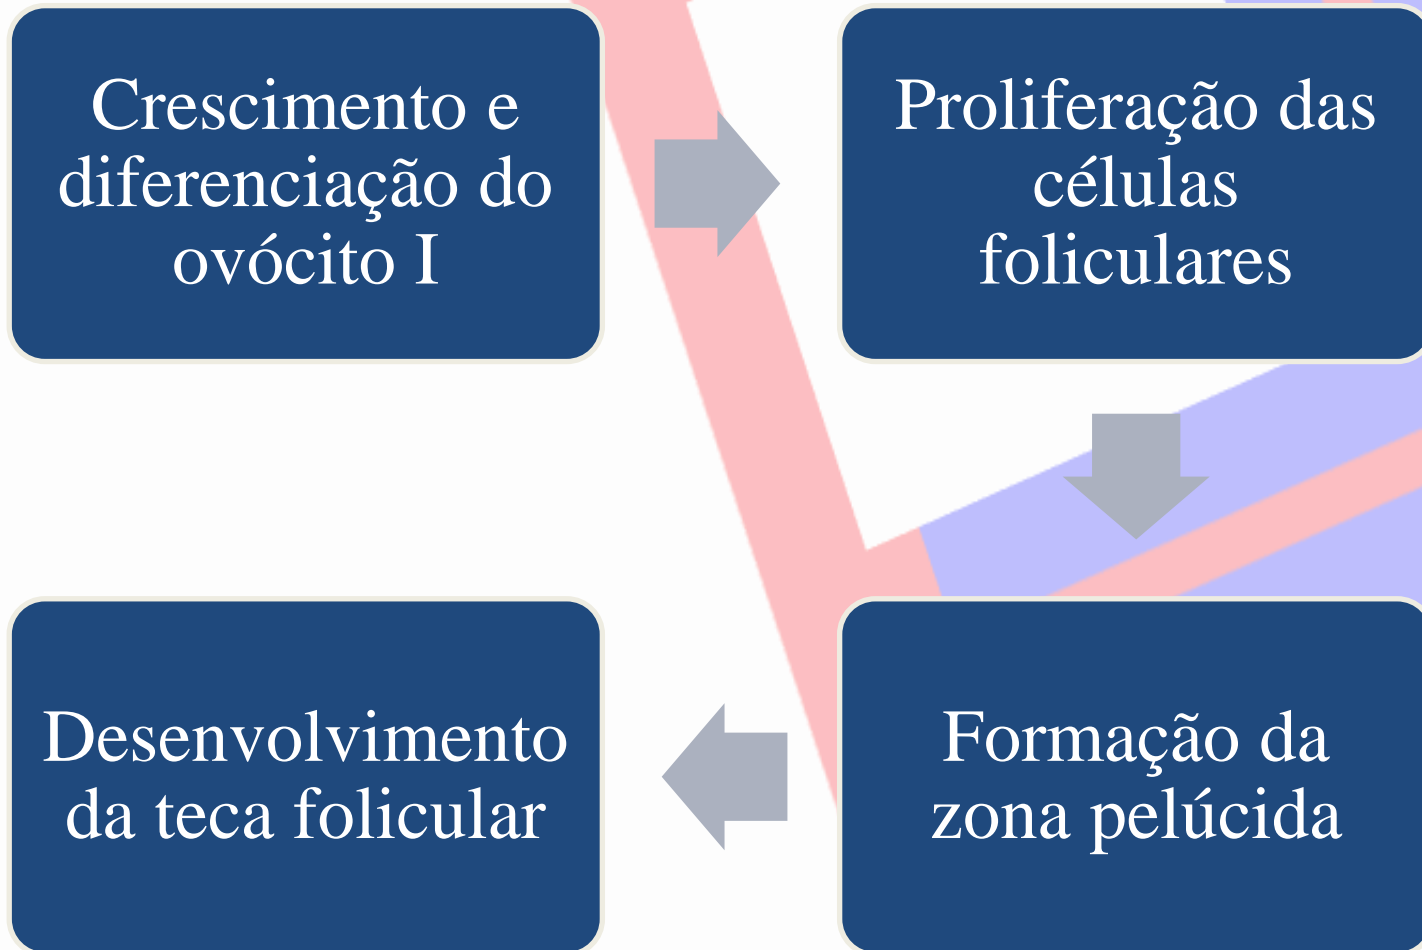 Crescimento e
diferenciação do
ovócito I
Proliferação das
células
foliculares
Formação da
zona pelúcida
Desenvolvimento
da teca folicular